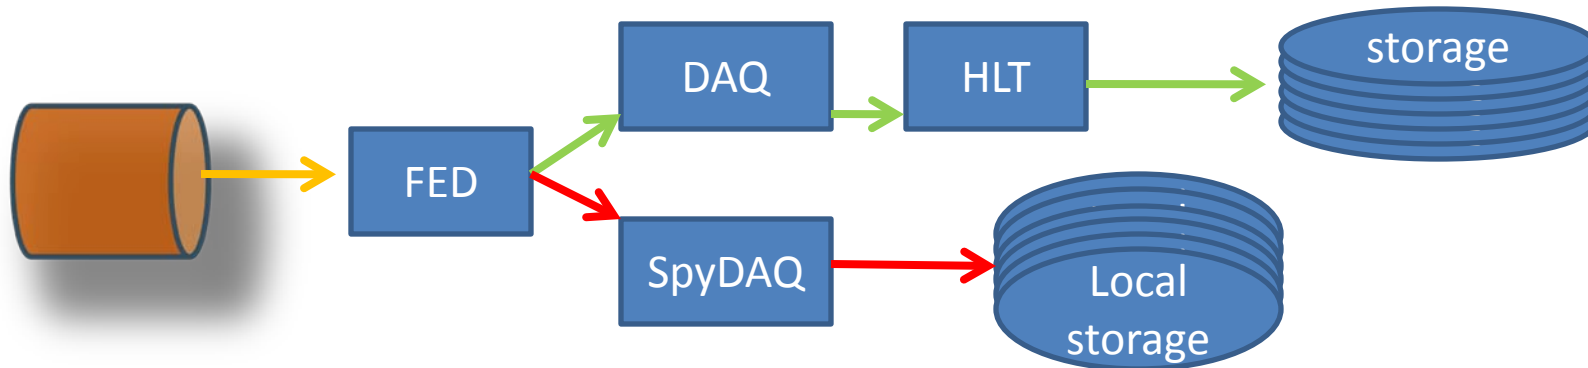 DAQ
HLT
storage
FED
SpyDAQ
Local
storage